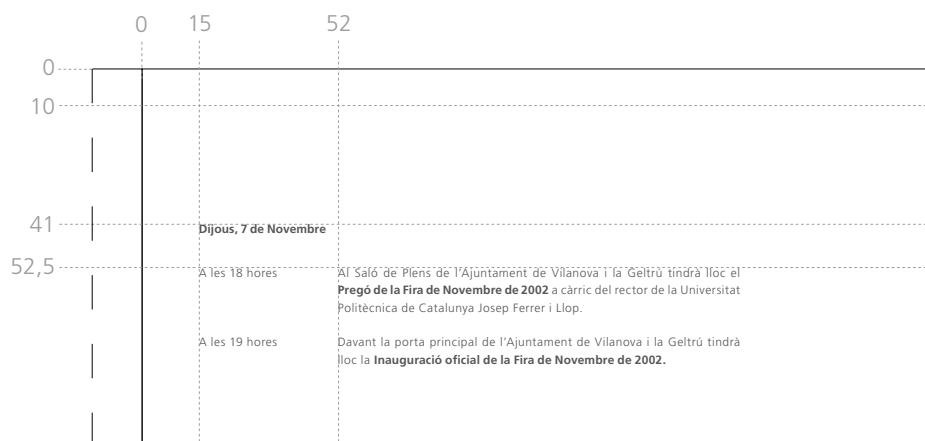 0 15 52
0
10
41
Dijous, 7 de Novembre
52,5
A les 18 hores
Al Saló de Plens de l'Ajuntament de Vilanova i la Geltrú tindrà lloc el
Pregó de la Fira de Novembre de 2002 a càrric del rector de la Universitat
Politècnica de Catalunya Josep Ferrer i Llop.
A les 19 hores
Davant la porta principal de l'Ajuntament de Vilanova i la Geltrú tindrà
lloc la Inauguració oficial de la Fira de Novembre de 2002.